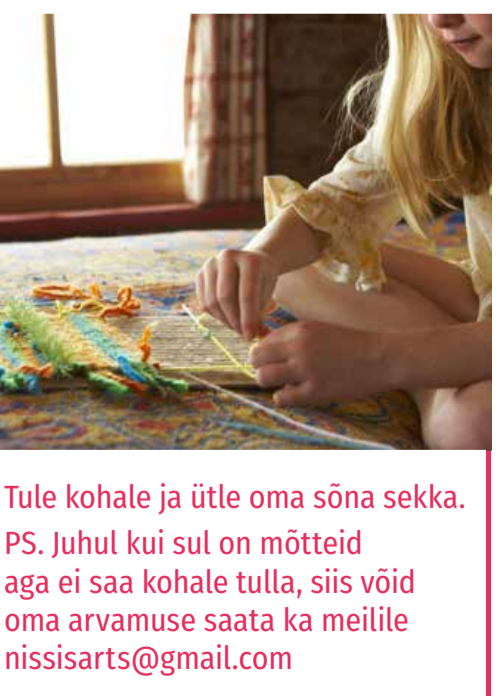 Tule kohale ja ütle oma sõna sekka.
PS. Juhul kui sul on mõtteid
aga ei saa kohale tulla, siis võid
oma arvamuse saata ka meilile
nissisarts@gmail.com